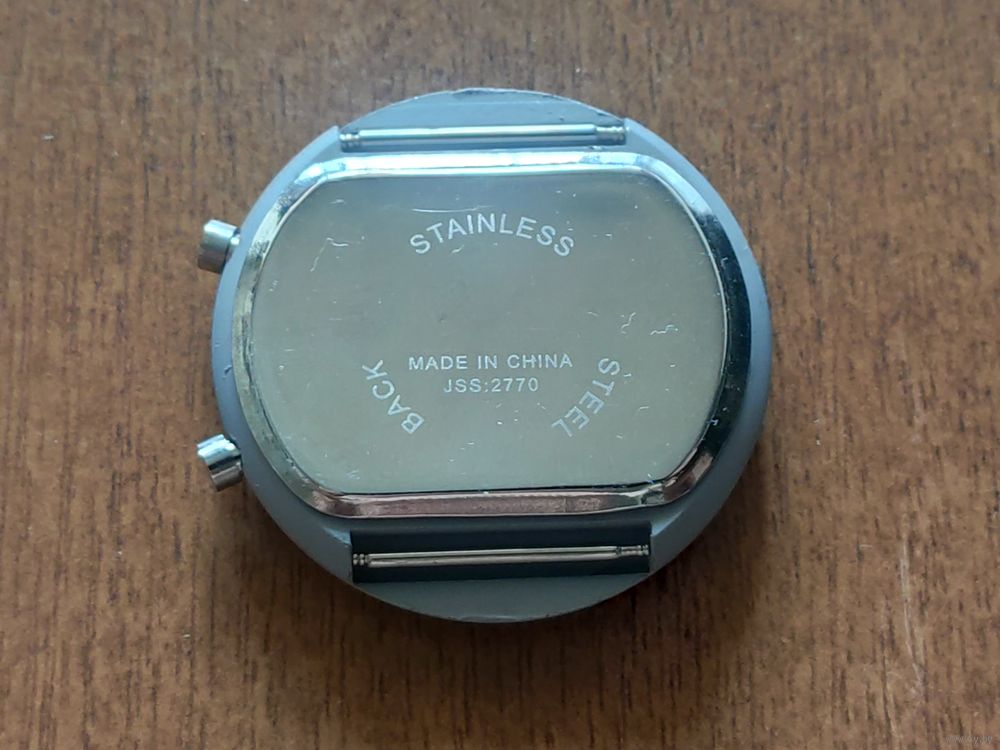 STAINLESS
STEEL
BACK
MADE IN CHINA
JSS:2770